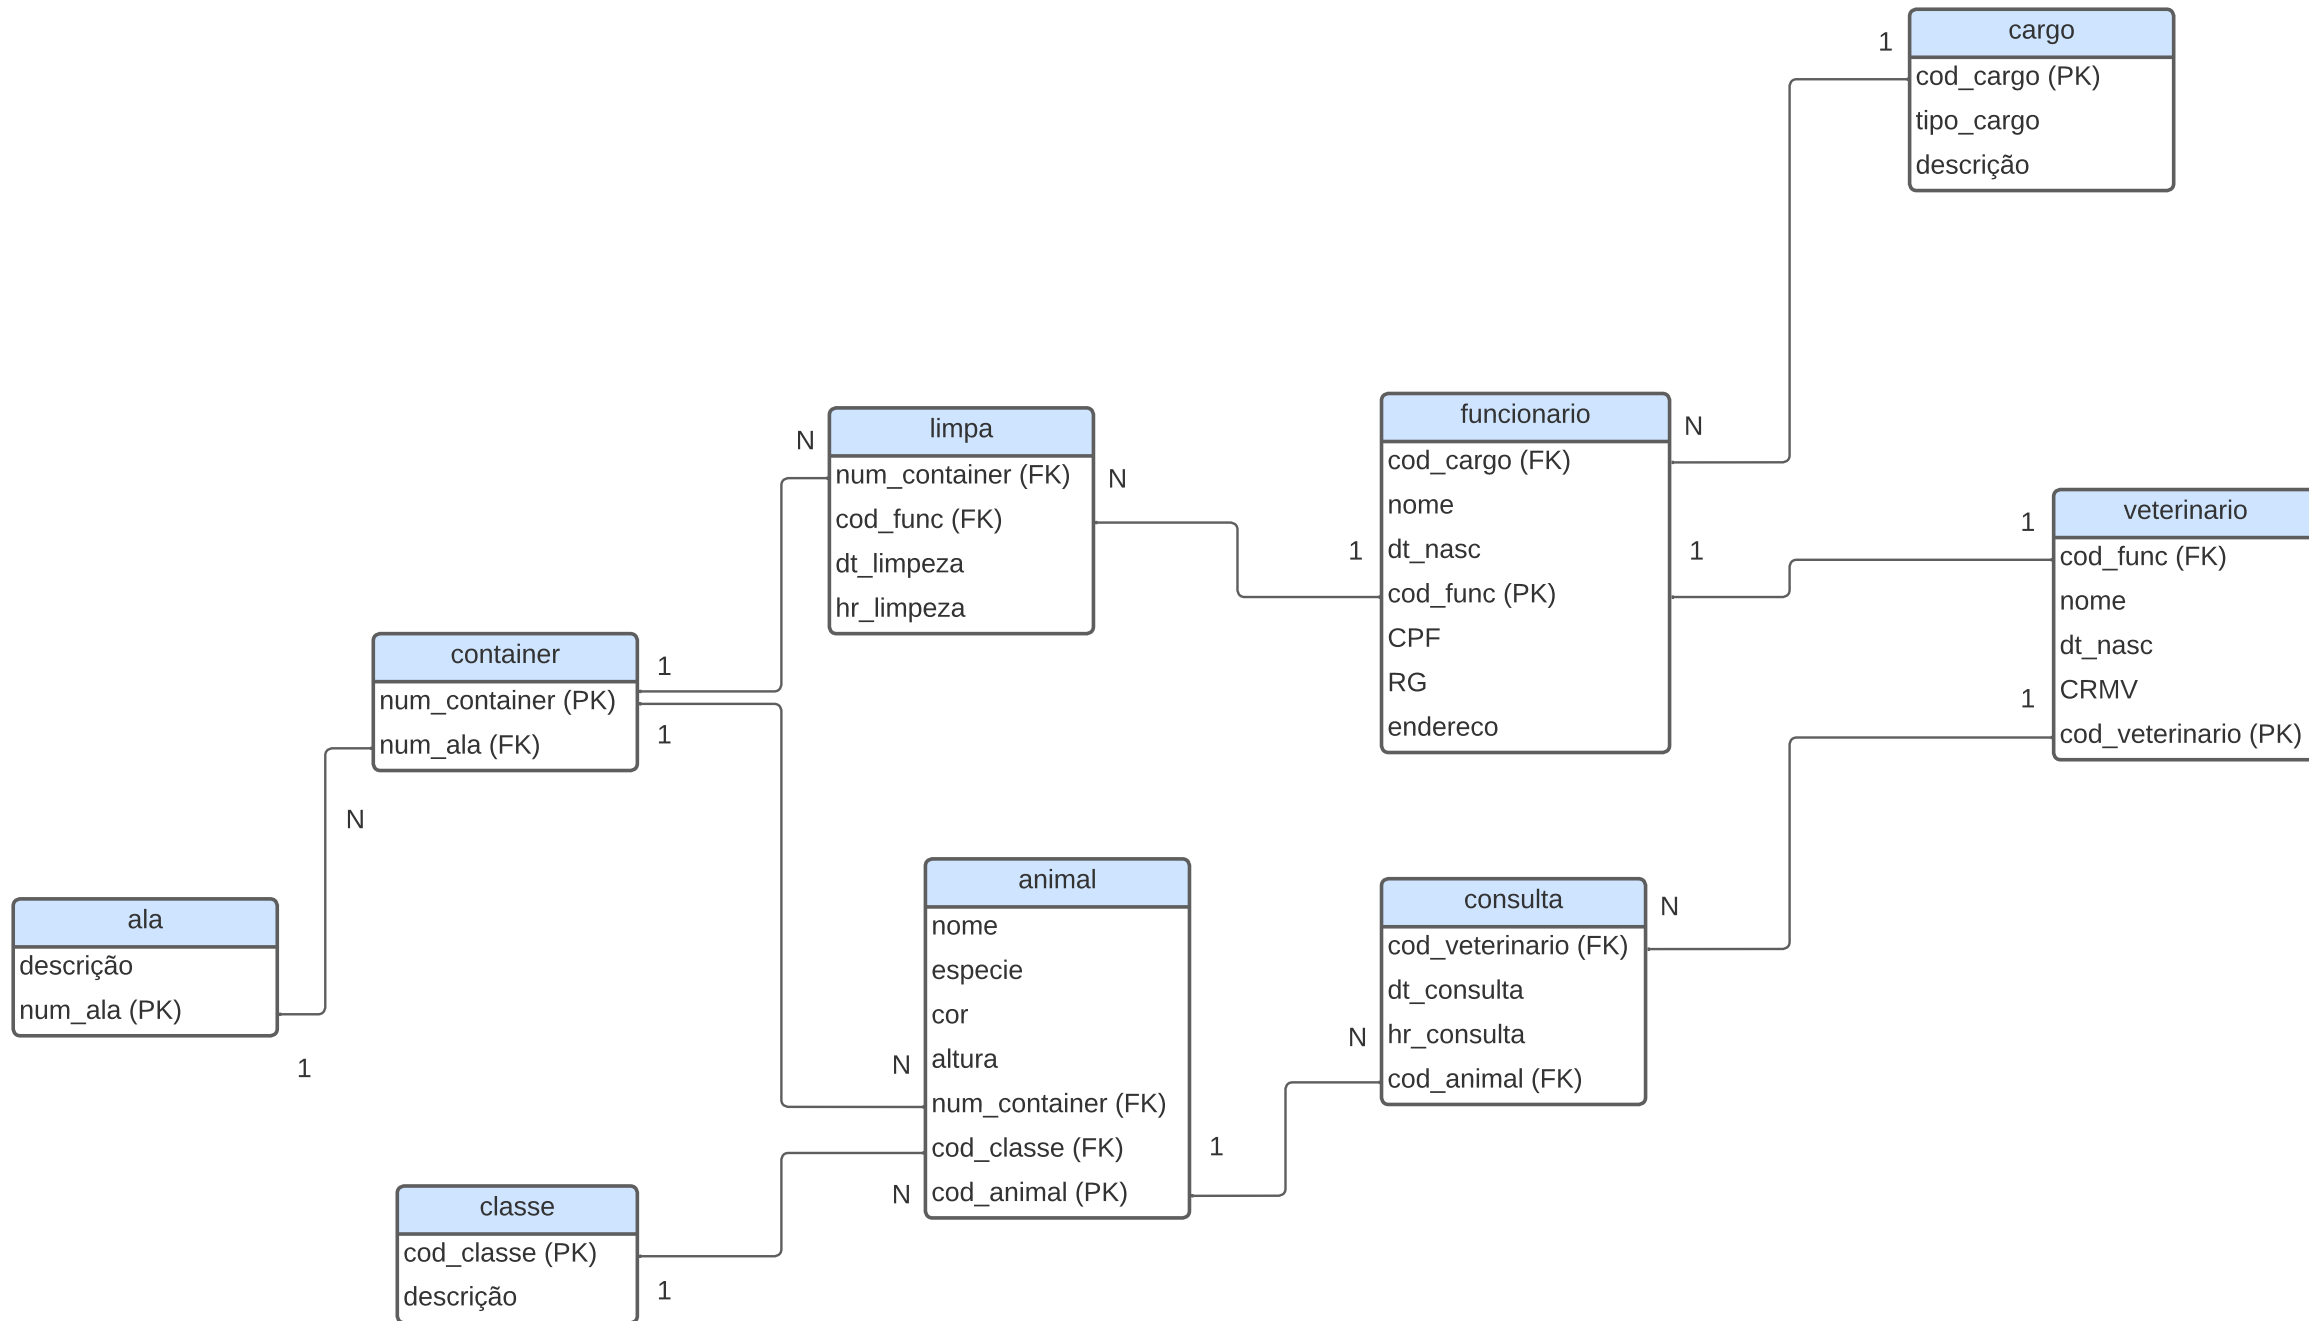 cargo
1
cod_cargo (PK)
tipo_cargo
descrição
funcionario
N
cod_cargo (FK)
nome
1
dt_nasc
1
cod_func (PK)
CPF
RG
endereco
limpa
N
num_container (FK)
N
cod_func (FK)
dt_limpeza
hr_limpeza
veterinario
1
cod_func (FK)
nome
dt_nasc
CRMV
1
cod_veterinario (PK)
container
1
num_container (PK)
1
num_ala (FK)
N
ala
descrição
num_ala (PK)
1
animal
nome
especie
cor
altura
N
num_container (FK)
cod_classe (FK)
1
N
cod_animal (PK)
consulta
N
cod_veterinario (FK)
dt_consulta
hr_consulta
N
cod_animal (FK)
classe
cod_classe (PK)
descrição
1